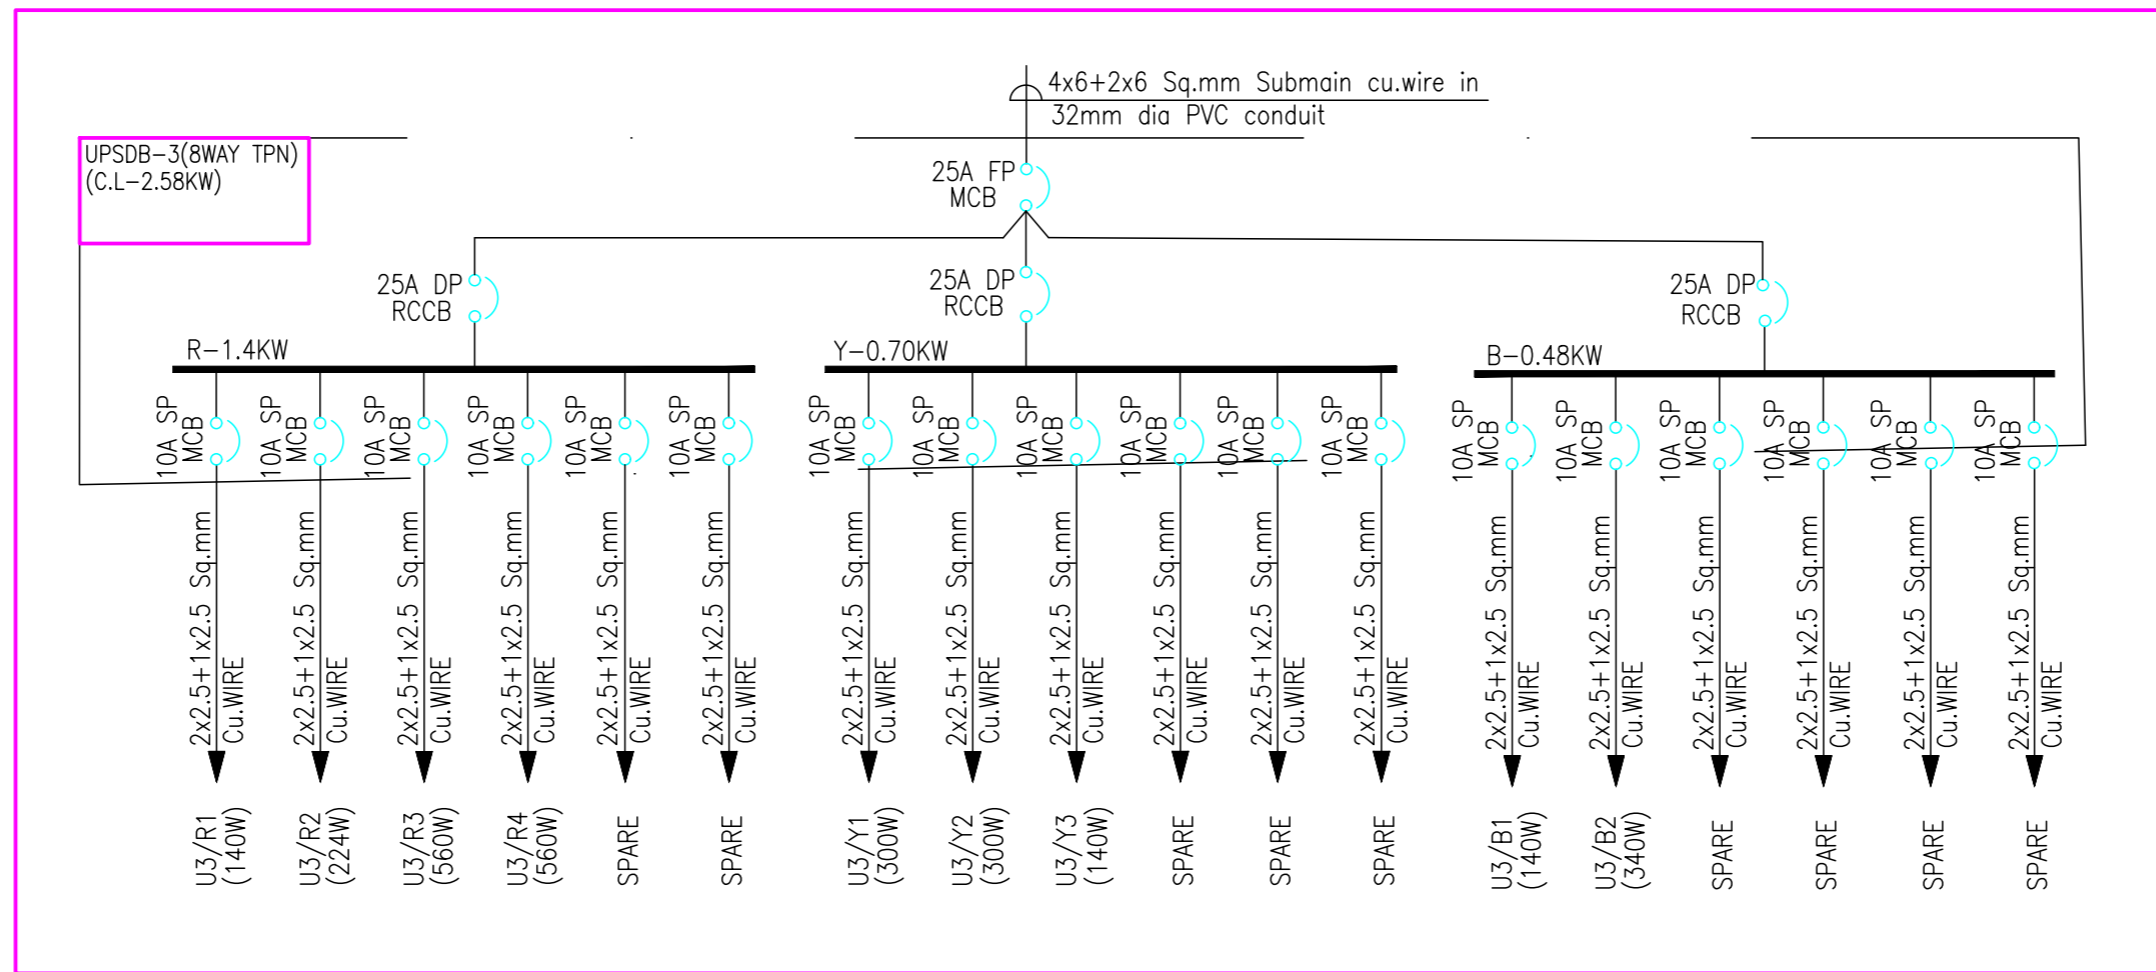 4x6+2x6 Sq.mm Submain cu.wire in
32mm dia PVC conduit
UPSDB-3(8WAY TPN)
(C.L-2.58KW)
25A FP
MCB
25A DP
RCCB
25A DP
RCCB
25A DP
RCCB
R-1.4KW
Y-0.70KW
B-0.48KW
10A SP
MCB
10A SP
MCB
10A SP
MCB
10A SP
MCB
10A SP
MCB
10A SP
MCB
10A SP
MCB
10A SP
MCB
10A SP
MCB
10A SP
MCB
10A SP
MCB
10A SP
MCB
10A SP
MCB
10A SP
MCB
10A SP
MCB
10A SP
MCB
10A SP
MCB
10A SP
MCB
2x2.5+1x2.5 Sq.mm
Cu.WIRE
2x2.5+1x2.5 Sq.mm
Cu.WIRE
2x2.5+1x2.5 Sq.mm
Cu.WIRE
2x2.5+1x2.5 Sq.mm
Cu.WIRE
2x2.5+1x2.5 Sq.mm
Cu.WIRE
2x2.5+1x2.5 Sq.mm
Cu.WIRE
2x2.5+1x2.5 Sq.mm
Cu.WIRE
2x2.5+1x2.5 Sq.mm
Cu.WIRE
2x2.5+1x2.5 Sq.mm
Cu.WIRE
2x2.5+1x2.5 Sq.mm
Cu.WIRE
2x2.5+1x2.5 Sq.mm
Cu.WIRE
2x2.5+1x2.5 Sq.mm
Cu.WIRE
2x2.5+1x2.5 Sq.mm
Cu.WIRE
2x2.5+1x2.5 Sq.mm
Cu.WIRE
2x2.5+1x2.5 Sq.mm
Cu.WIRE
2x2.5+1x2.5 Sq.mm
Cu.WIRE
2x2.5+1x2.5 Sq.mm
Cu.WIRE
2x2.5+1x2.5 Sq.mm
Cu.WIRE
U3/R1
(140W)
U3/R2
(224W)
U3/R3
(560W)
U3/R4
(560W)
SPARE
SPARE
U3/Y1
(300W)
U3/Y2
(300W)
U3/Y3
(140W)
SPARE
SPARE
SPARE
U3/B1
(140W)
U3/B2
(340W)
SPARE
SPARE
SPARE
SPARE